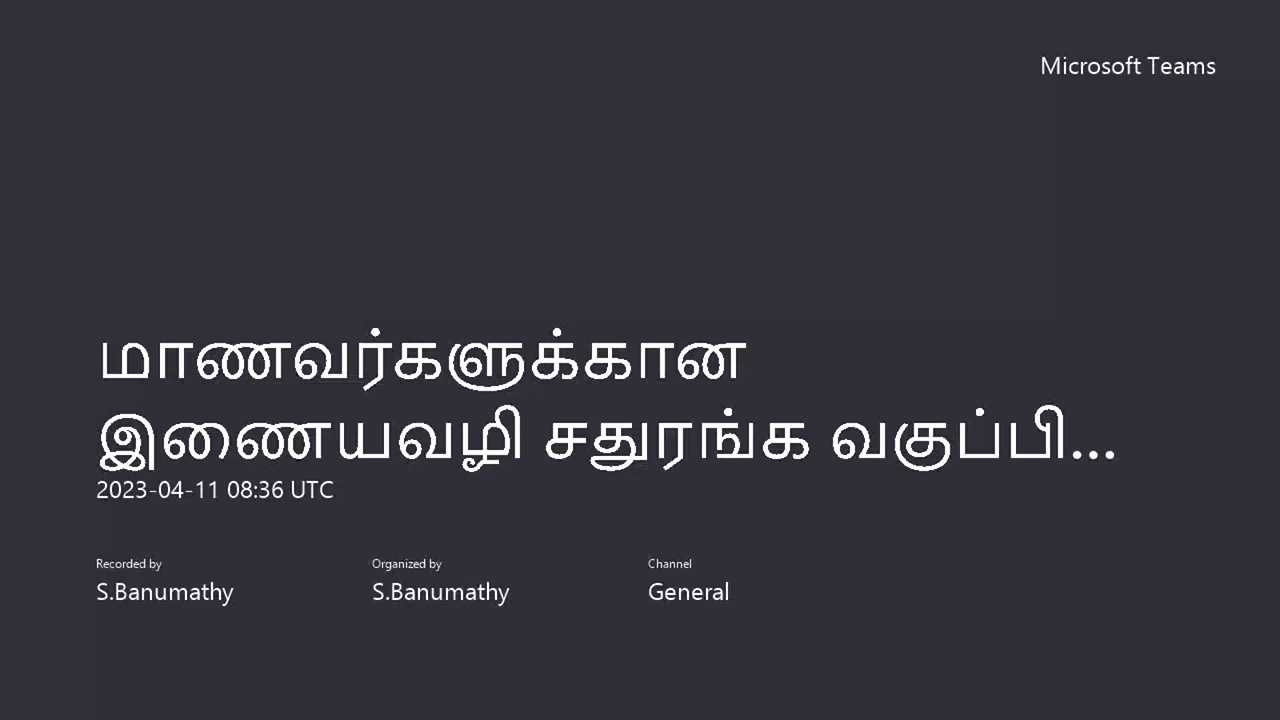 Microsoft Teams
மாணவர்களுக்கான
இணையவழி சதுரங்க வகுப்பி...
2023-04-11 08:36 UTC
Recorded by Organized by Channel
S.Banumathy S.Banumathy General